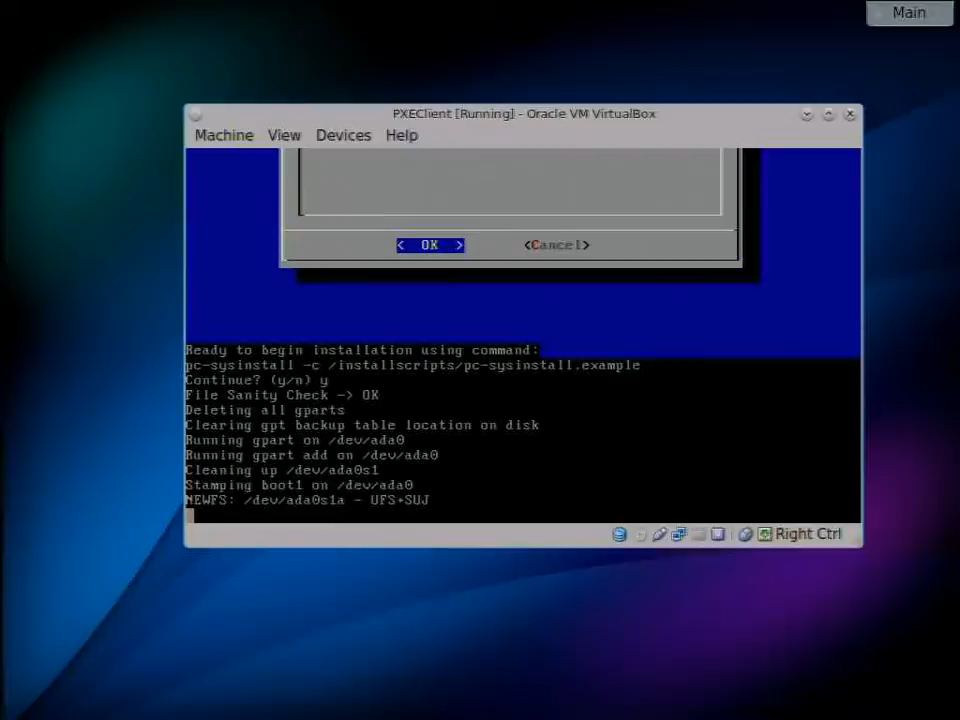 Main
PXEClient [Running] - Oracle VM VirtualBox
Machine View Devices Help
< OK > <Cancel>
Ready to begin installation using command:
pc-sysinstall -c /installscripts/pc-sysinstall.example
Continue? (y/n) y
File Sanity Check -> OK
Deleting all gparts
Clearing gpt backup table location on disk
Running gpart on /dev/ada0
Running gpart add on /dev/ada0
Cleaning up /dev/ada0s1
Stamping boot1 on /dev/ada0
NEWFS: /dev/ada0s1a - UFS+SUJ
Right Ctrl